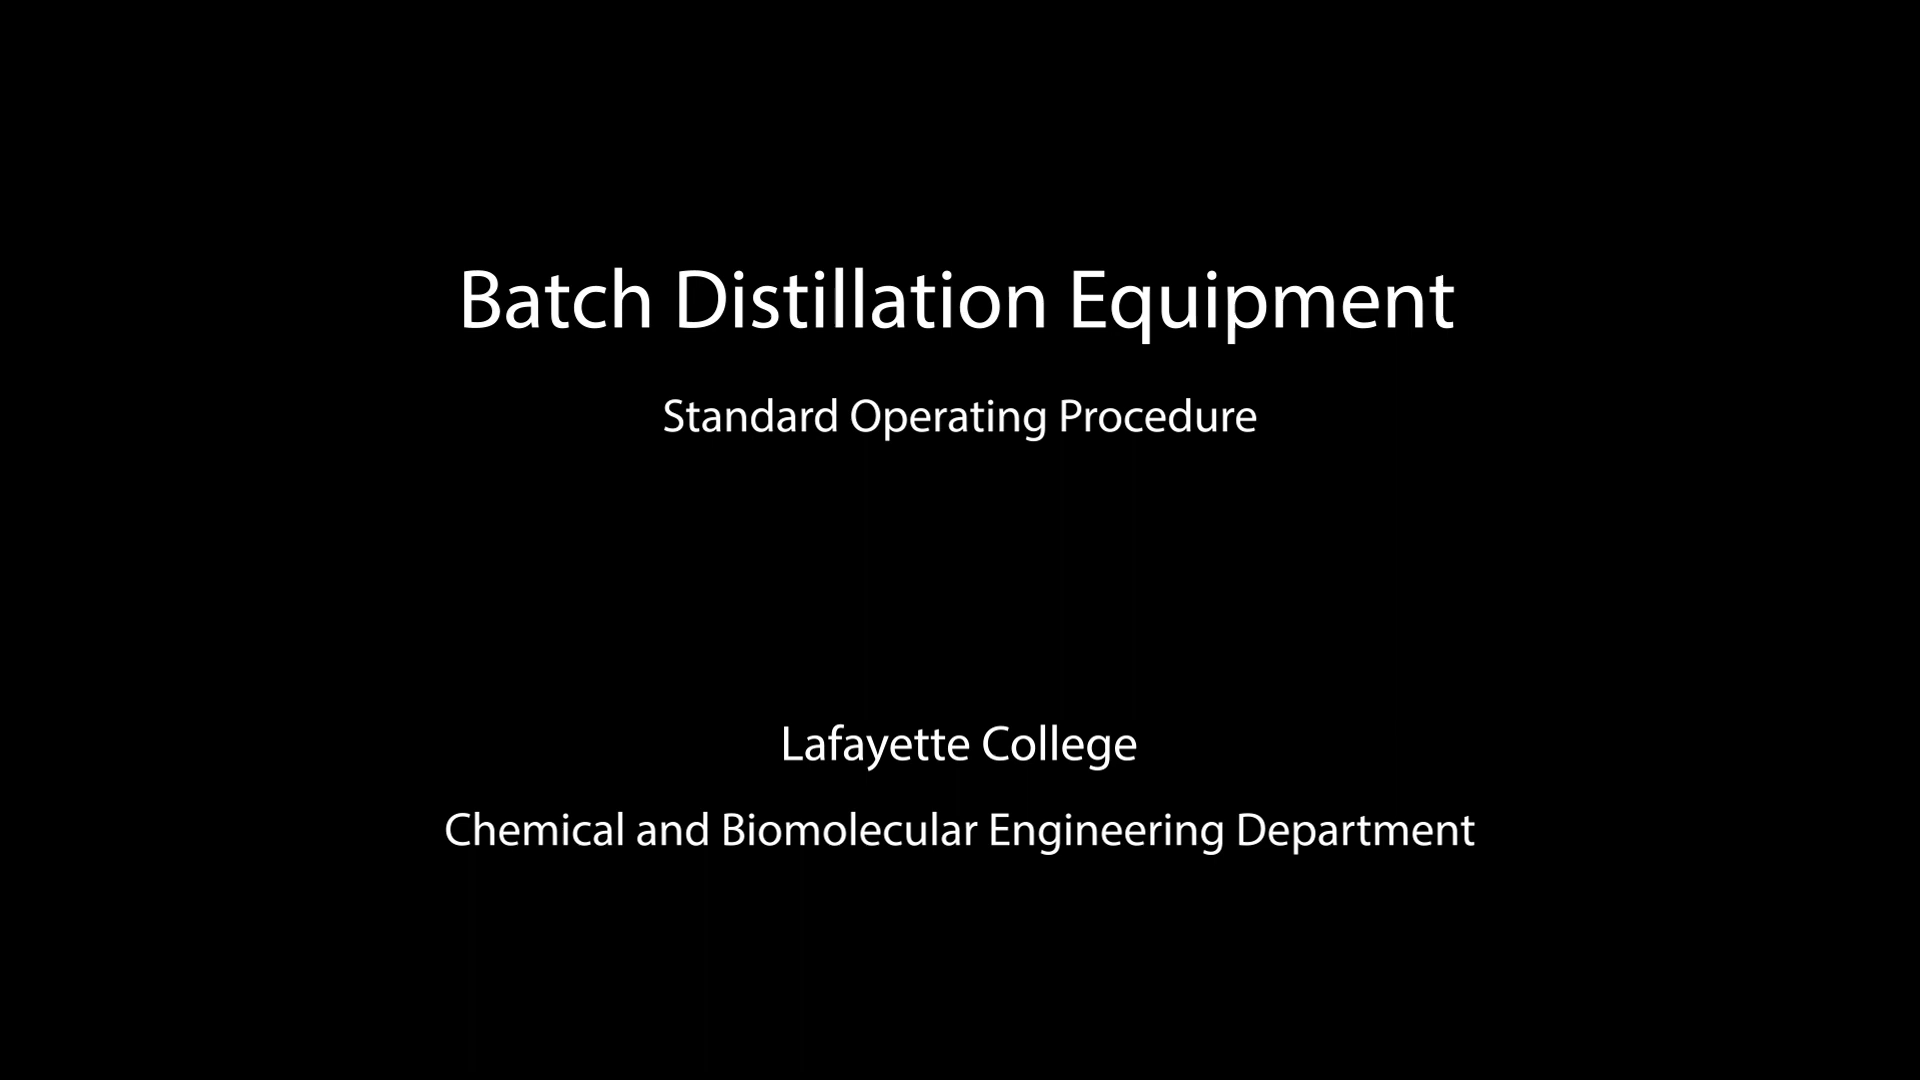 Batch Distillation Equipment
Standard Operating Procedure
Lafayette College
Chemical and Biomolecular Engineering Department